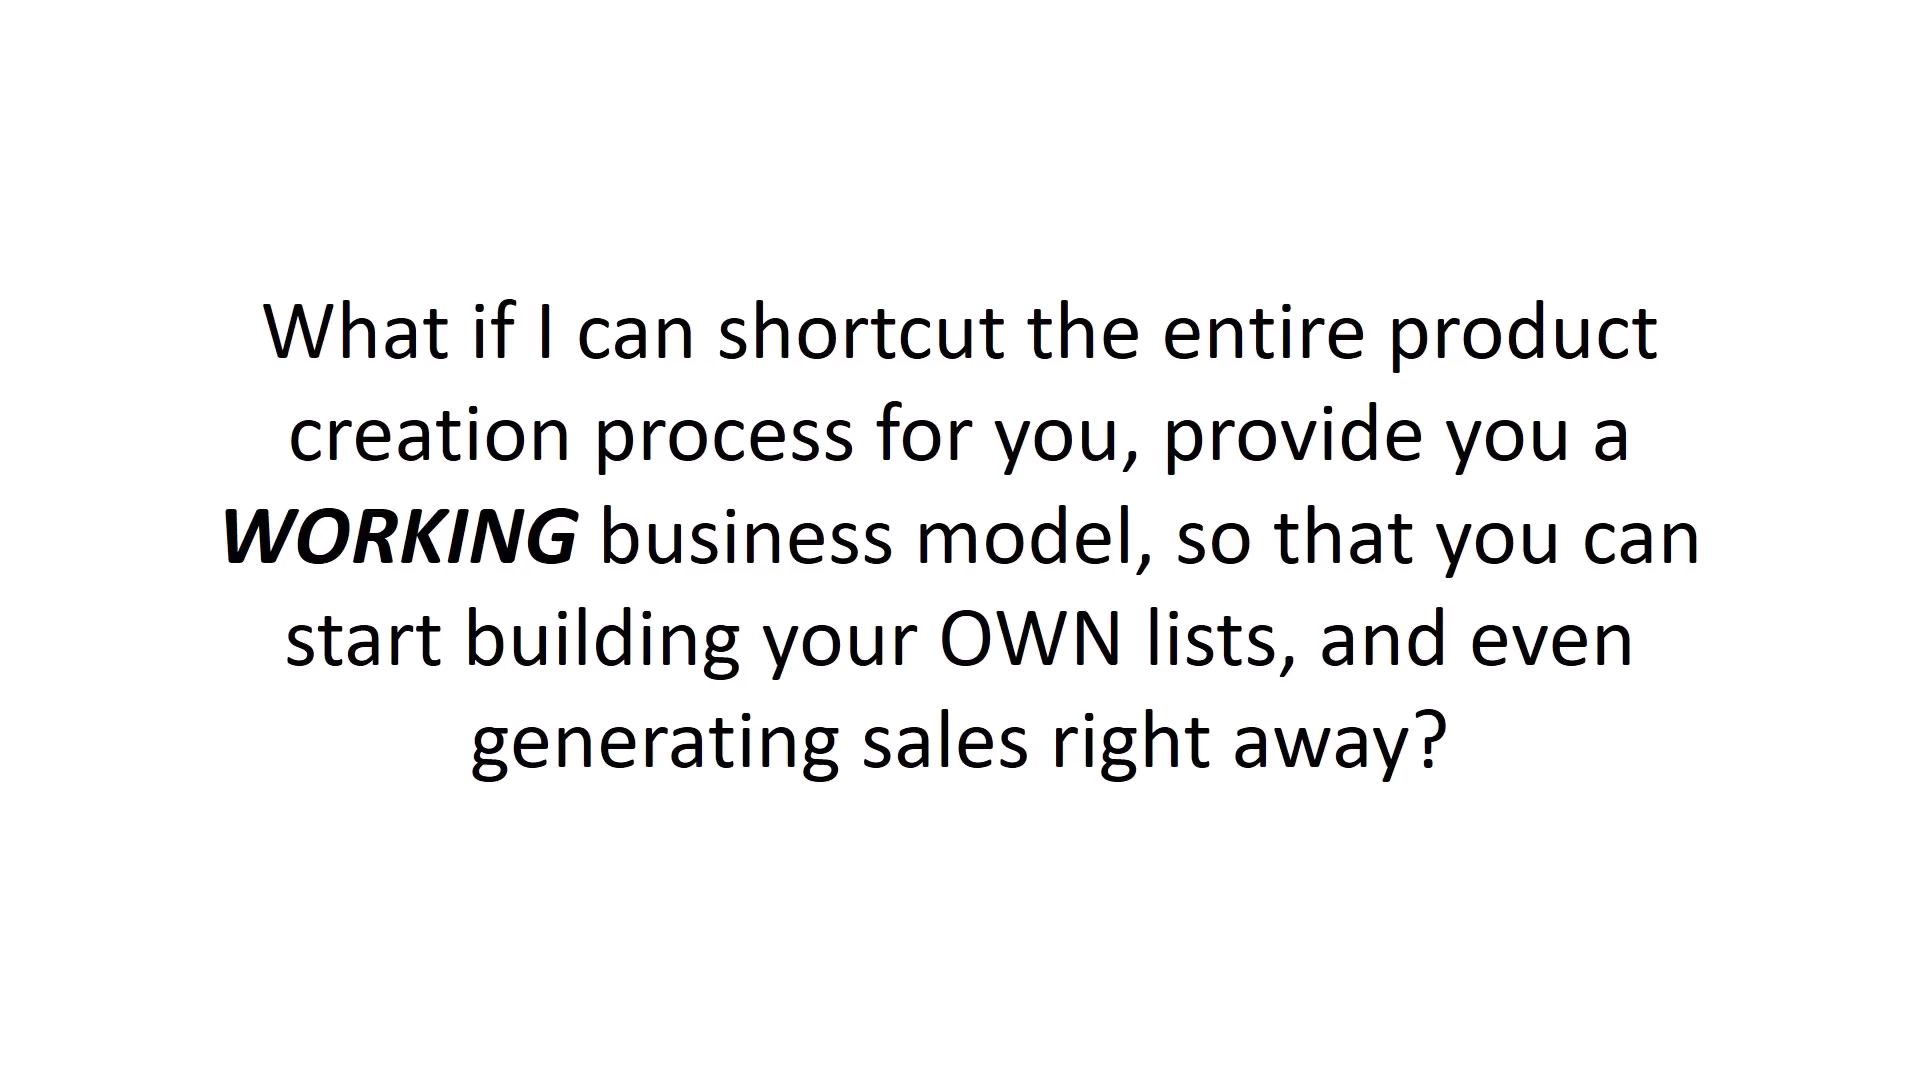 What if I can shortcut the entire product
creation process for you, provide you a
WORKING business model, so that you can
start building your OWN lists, and even
generating sales right away?